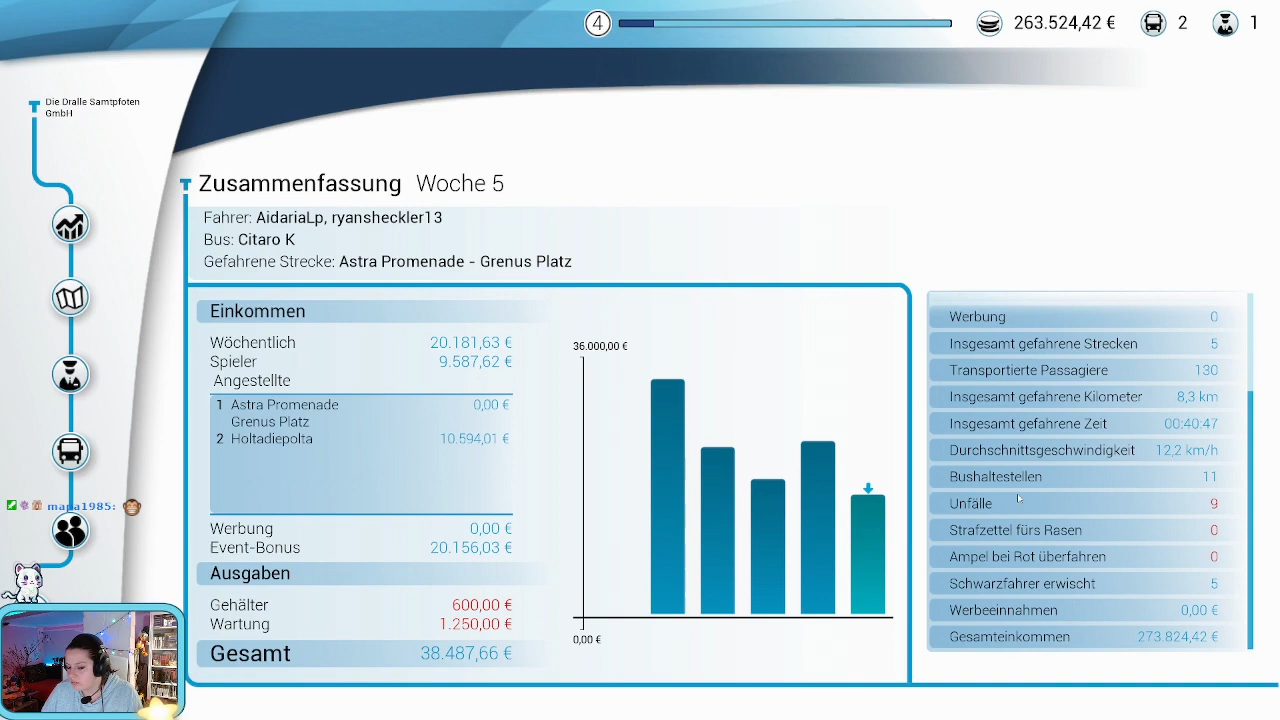 4
263.524,42 €
2
1
Die Dralle Samtpfoten
GmbH
Zusammenfassung Woche 5
Fahrer: AidariaLp, ryansheckler13
Bus: Citaro K
Gefahrene Strecke: Astra Promenade - Grenus Platz
Einkommen
Wöchentlich 20.181,63 €
Spieler 9.587,62 €
Angestellte
1 Astra Promenade 0,00 €
Grenus Platz
2 Holtadiepolta 10.594,01 €
Werbung 0,00 €
Event-Bonus 20.156,03 €
Ausgaben
Gehälter 600,00 €
Wartung 1.250,00 €
Gesamt 38.487,66 €
36.000,00 €
0,00 €
Werbung 0
Insgesamt gefahrene Strecken 5
Transportierte Passagiere 130
Insgesamt gefahrene Kilometer 8,3 km
Insgesamt gefahrene Zeit 00:40:47
Durchschnittsgeschwindigkeit 12,2 km/h
Bushaltestellen 11
Unfälle 9
Strafzettel fürs Rasen 0
Ampel bei Rot überfahren 0
Schwarzfahrer erwischt 5
Werbeeinnahmen 0,00 €
Gesamteinkommen 273.824,42 €
mapa1985: